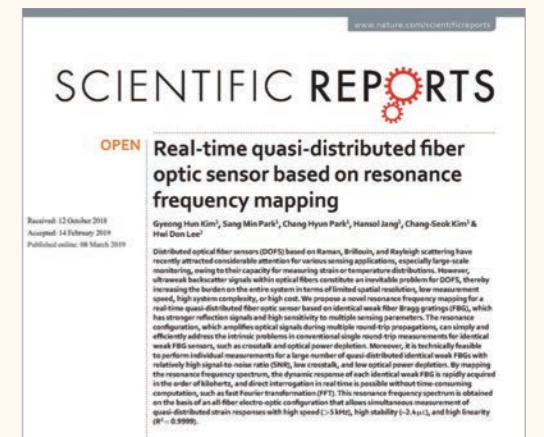 www.nature.com/scientificreports
SCIENTIFIC REPORTS
OPEN
Real-time quasi-distributed fiber
optic sensor based on resonance
frequency mapping
Received: 12 October 2018
Accepted: 14 February 2019
Published online: 08 March 2019
Gyeong Hun Kim¹, Sang Min Park¹, Chang Hyun Park¹, Hansol Jang¹, Chang-Seok Kim¹ &
Hwi Don Lee²
Distributed optical fiber sensors (DOFS) based on Raman, Brillouin, and Rayleigh scattering have
recently attracted considerable attention for various sensing applications, especially large-scale
monitoring, owing to their capacity for measuring strain or temperature distributions. However,
ultraweak backscatter signals within optical fibers constitute an inevitable problem for DOFS, thereby
increasing the burden on the entire system in terms of limited spatial resolution, low measurement
speed, high system complexity, or high cost. We propose a novel resonance frequency mapping for a
real-time quasi-distributed fiber optic sensor based on identical weak fiber Bragg gratings (FBG), which
has stronger reflection signals and high sensitivity to multiple sensing parameters. The resonance
configuration, which amplifies optical signals during multiple round-trip propagations, can simply and
efficiently address the intrinsic problems in conventional single round-trip measurements for identical
weak FBG sensors, such as crosstalk and optical power depletion. Moreover, it is technically feasible
to perform individual measurements for a large number of quasi-distributed identical weak FBGs with
relatively high signal-to-noise ratio (SNR), low crosstalk, and low optical power depletion. By mapping
the resonance frequency spectrum, the dynamic response of each identical weak FBG is rapidly acquired
in the order of kilohertz, and direct interrogation in real time is possible without time-consuming
computation, such as fast Fourier transformation (FFT). This resonance frequency spectrum is obtained
on the basis of an all-fiber electro-optic configuration that allows simultaneous measurement of
quasi-distributed strain responses with high speed (>5 kHz), high stability (~2.4 με), and high linearity
(R² = 0.9999).